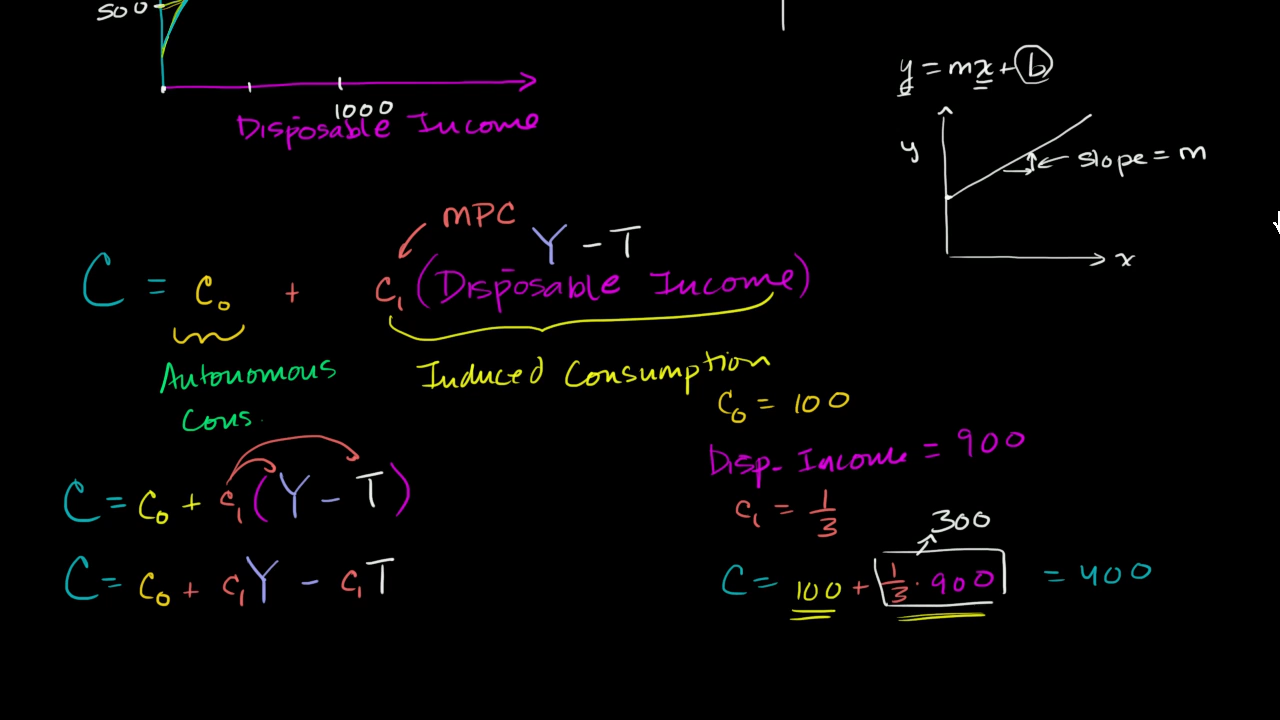 500
1000
Disposable Income
y = mx + b
y
slope = m
x
MPC
Y - T
C = c₀ + c₁ (Disposable Income)
Autonomous
Cons.
Induced Consumption
C₀ = 100
Disp. Income = 900
c₁ = 1/3
300
C = 100 + 1/3 · 900 = 400
C = c₀ + c₁ (Y - T)
C = c₀ + c₁Y - c₁T